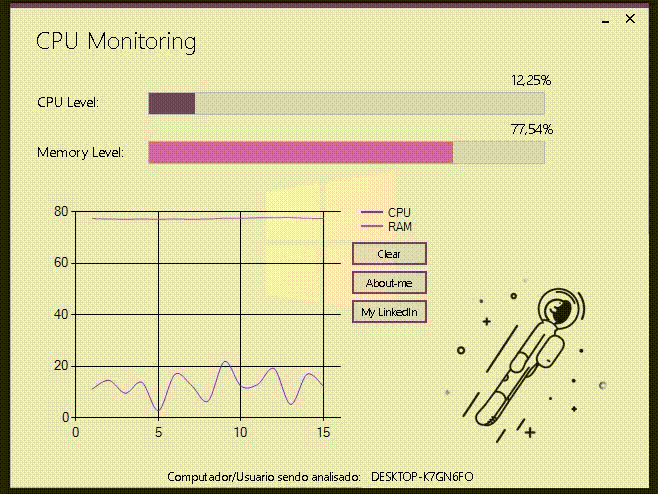 CPU Monitoring
12,25%
CPU Level:
77,54%
Memory Level:
80
60
40
20
0
0 5 10 15
CPU
RAM
Clear
About-me
My LinkedIn
Computador/Usuario sendo analisado: DESKTOP-K7GN6FO